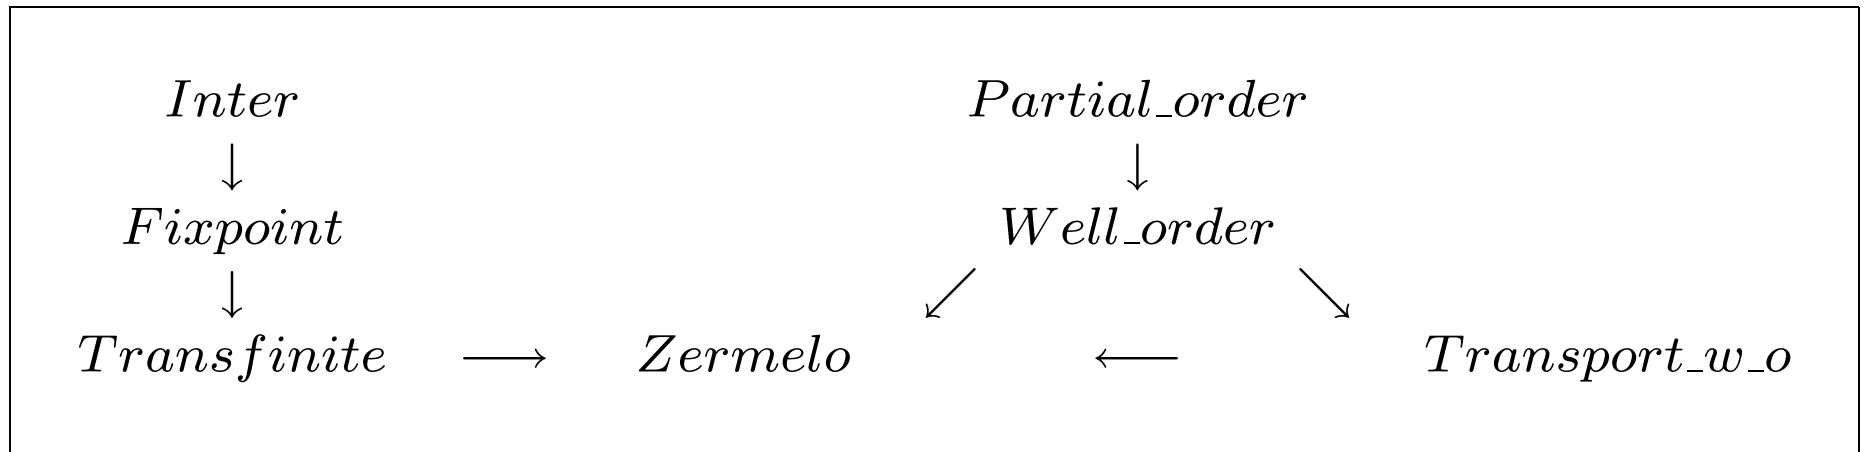 Inter Partial_order
Fixpoint Well_order
Transfinite Zermelo Transport_w_o